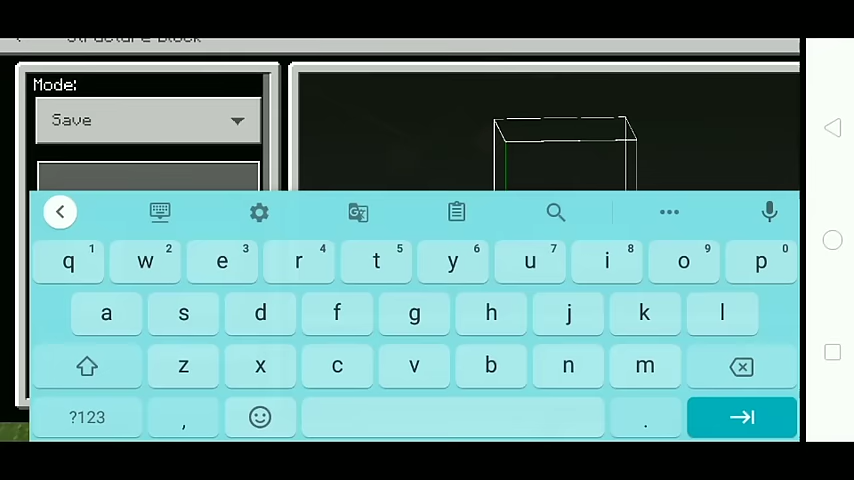 Structure Block
Mode:
Save
q 1 w 2 e 3 r 4 t 5 y 6 u 7 i 8 o 9 p 0
a s d f g h j k l
z x c v b n m
?123 , .